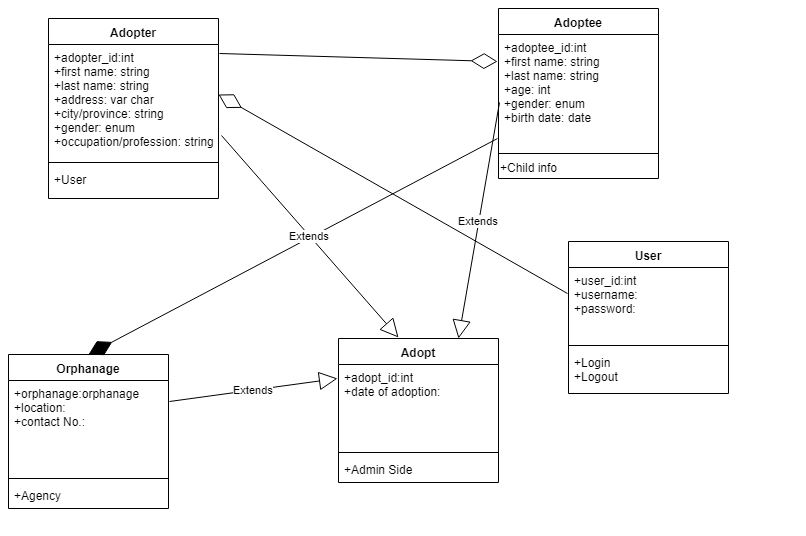 Adopter
+adopter_id:int
+first name: string
+last name: string
+address: var char
+city/province: string
+gender: enum
+occupation/profession: string
+User
Adoptee
+adoptee_id:int
+first name: string
+last name: string
+age: int
+gender: enum
+birth date: date
+Child info
Extends
Extends
User
+user_id:int
+username:
+password:
+Login
+Logout
Orphanage
+orphanage:orphanage
+location:
+contact No.:
+Agency
Extends
Adopt
+adopt_id:int
+date of adoption:
+Admin Side